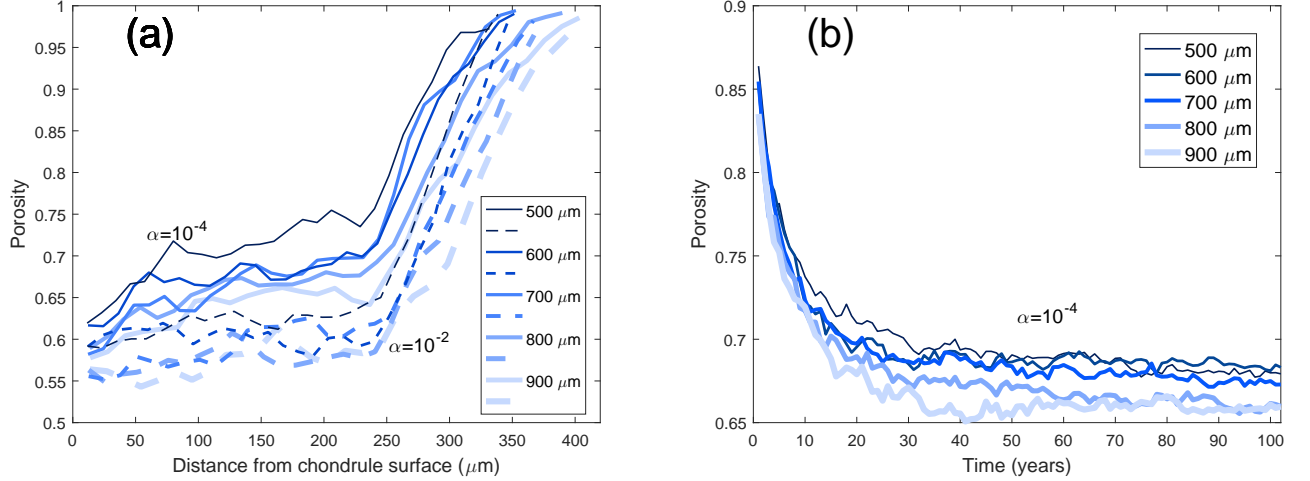 (a)
Porosity
1
0.95
0.9
0.85
0.8
0.75
0.7
0.65
0.6
0.55
0.5
α=10-4
α=10-2
500 μm
600 μm
700 μm
800 μm
900 μm
0 50 100 150 200 250 300 350 400
Distance from chondrule surface (μm)
(b)
Porosity
0.9
0.85
0.8
0.75
0.7
0.65
500 μm
600 μm
700 μm
800 μm
900 μm
α=10-4
0 10 20 30 40 50 60 70 80 90 100
Time (years)